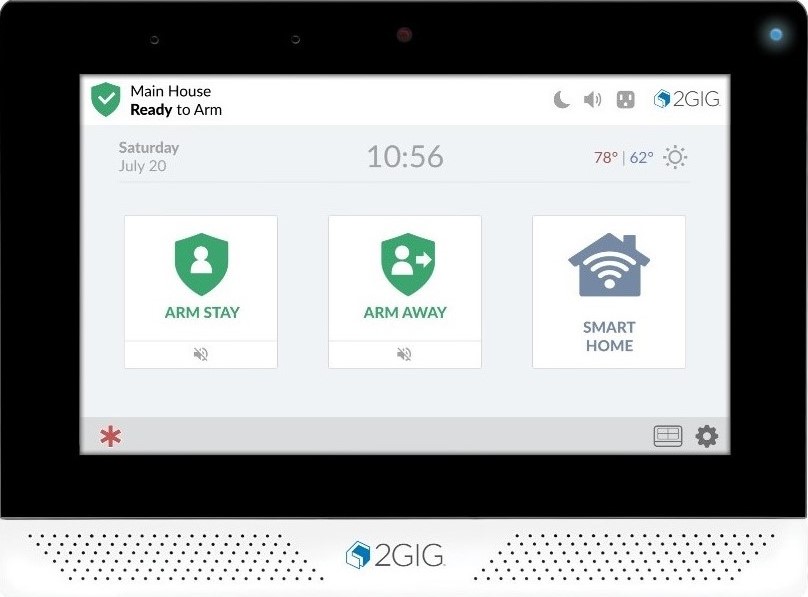 Main House
Ready to Arm
2GIG
Saturday
July 20
10:56
78° | 62°
ARM STAY
ARM AWAY
SMART
HOME
2GIG